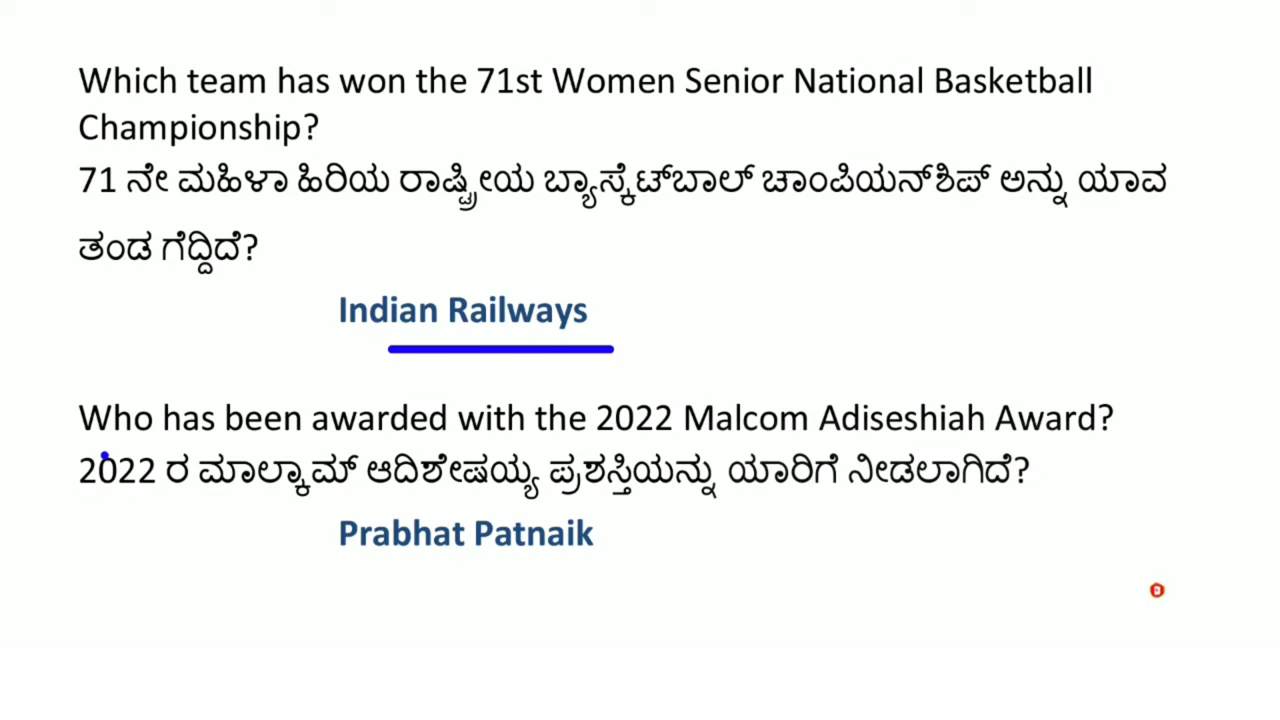 Which team has won the 71st Women Senior National Basketball
Championship?
71 ನೇ ಮಹಿಳಾ ಹಿರಿಯ ರಾಷ್ಟ್ರೀಯ ಬ್ಯಾಸ್ಕೆಟ್‌ಬಾಲ್ ಚಾಂಪಿಯನ್‌ಶಿಪ್ ಅನ್ನು ಯಾವ
ತಂಡ ಗೆದ್ದಿದೆ?
Indian Railways
Who has been awarded with the 2022 Malcom Adiseshiah Award?
2022 ರ ಮಾಲ್ಕಾಮ್ ಆದಿಶೇಷಯ್ಯ ಪ್ರಶಸ್ತಿಯನ್ನು ಯಾರಿಗೆ ನೀಡಲಾಗಿದೆ?
Prabhat Patnaik